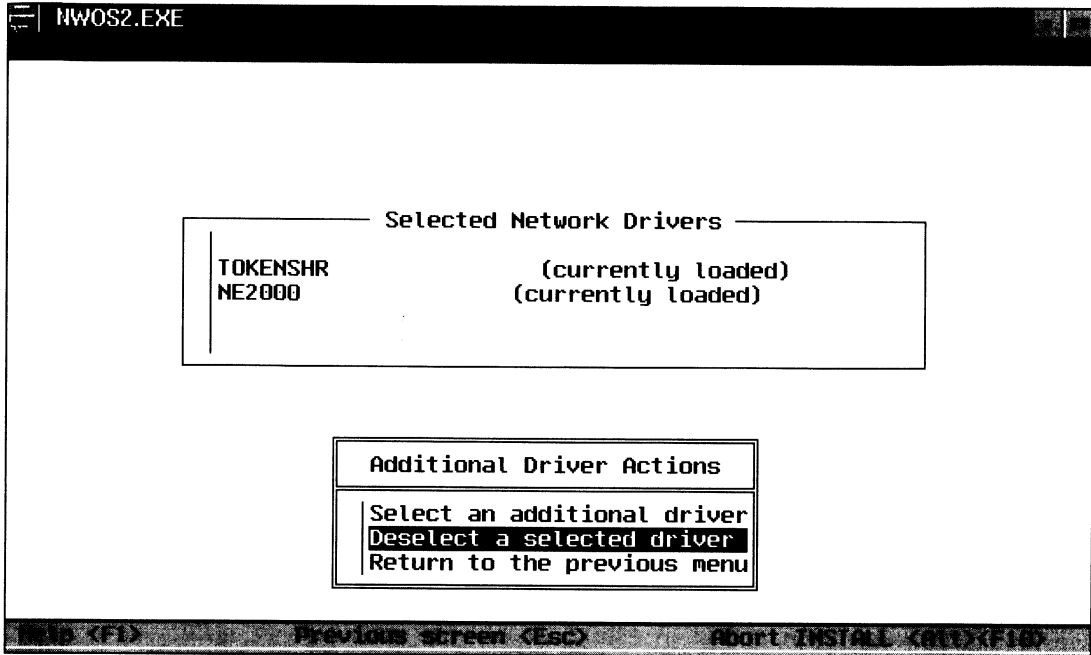 NWOS2.EXE
Selected Network Drivers
TOKENSHR (currently loaded)
NE2000 (currently loaded)
Additional Driver Actions
Select an additional driver
Deselect a selected driver
Return to the previous menu
Help <F1> Previous screen <Esc> Abort INSTALL <Alt><F10>